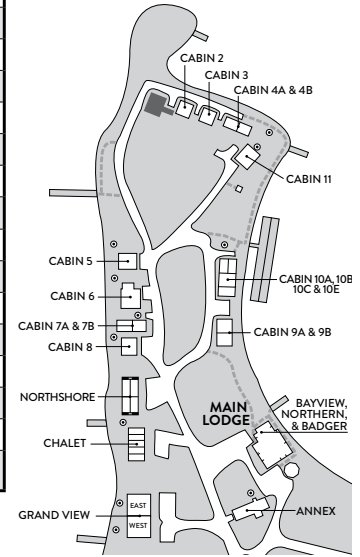 CABIN 2
CABIN 3
CABIN 4A & 4B
CABIN 11
CABIN 5
CABIN 10A, 10B
10C & 10E
CABIN 6
CABIN 7A & 7B
CABIN 9A & 9B
CABIN 8
NORTHSHORE
MAIN
LODGE
BAYVIEW,
NORTHERN,
& BADGER
CHALET
GRAND VIEW
EAST
WEST
ANNEX